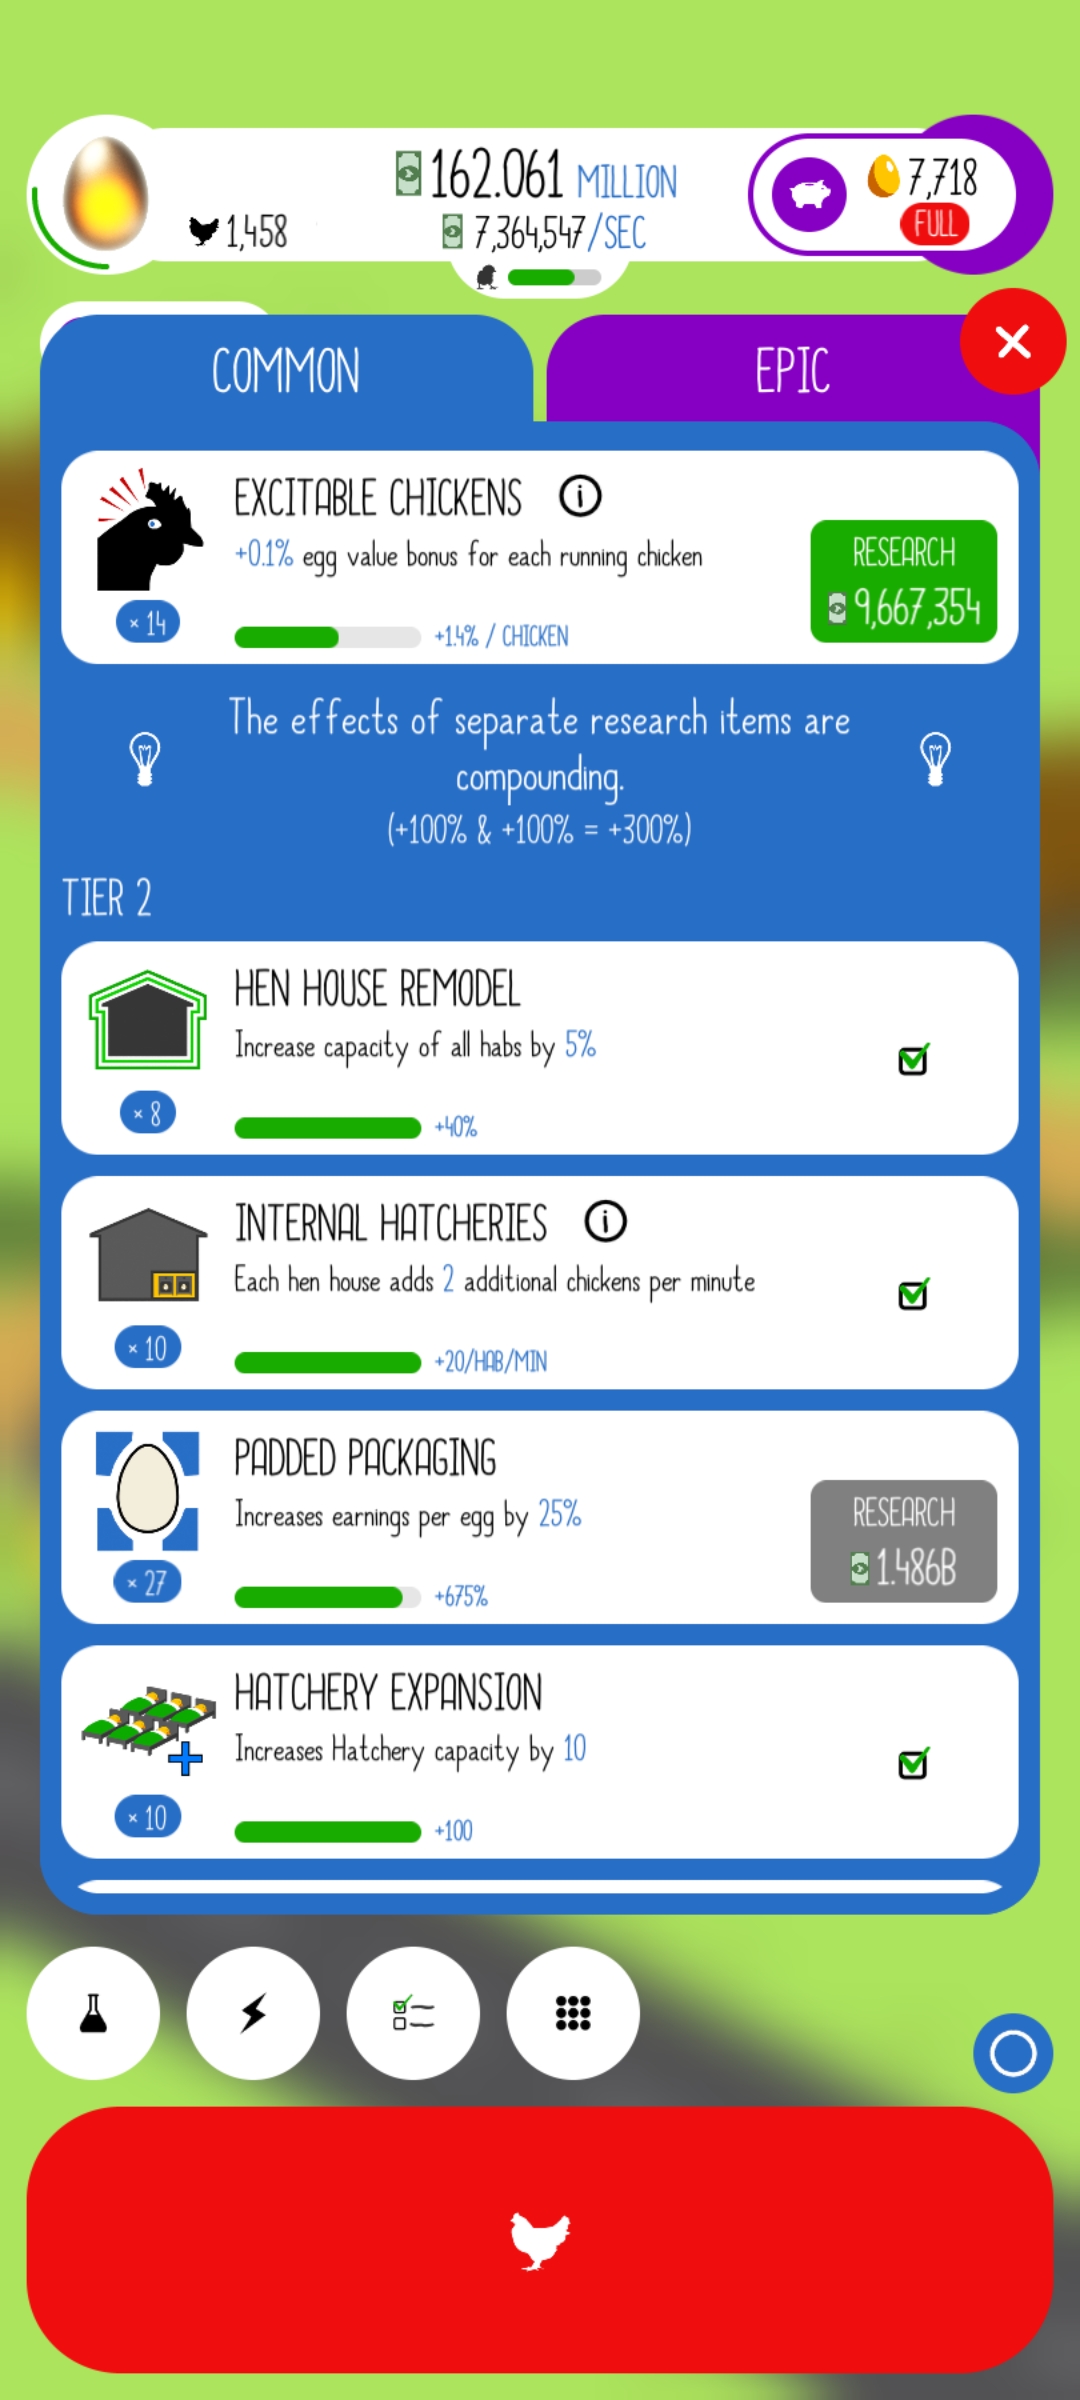 162.061 MILLION
7,718
1,458
7,364,547/SEC
FULL
COMMON
EPIC
EXCITABLE CHICKENS
+0.1% egg value bonus for each running chicken
RESEARCH
9,667,354
× 14
+1.4% / CHICKEN
The effects of separate research items are
compounding.
(+100% & +100% = +300%)
TIER 2
HEN HOUSE REMODEL
Increase capacity of all habs by 5%
× 8
+40%
INTERNAL HATCHERIES
Each hen house adds 2 additional chickens per minute
× 10
+20/HAB/MIN
PADDED PACKAGING
Increases earnings per egg by 25%
RESEARCH
1.486B
× 27
+675%
HATCHERY EXPANSION
Increases Hatchery capacity by 10
× 10
+100